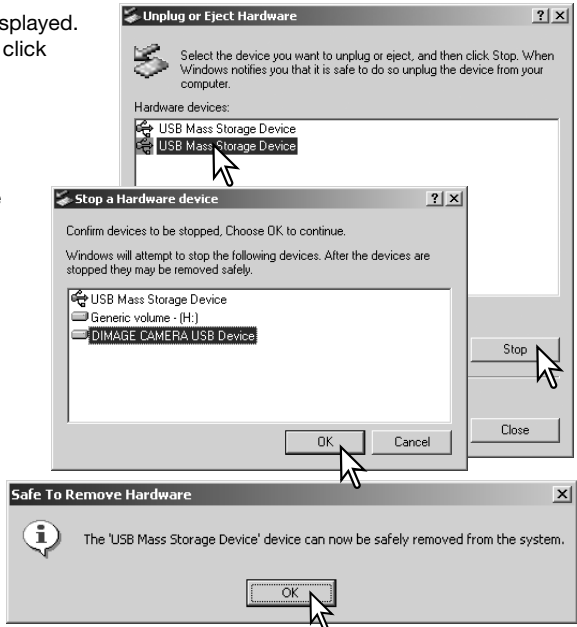 splayed.
click
Unplug or Eject Hardware
Select the device you want to unplug or eject, and then click Stop. When
Windows notifies you that it is safe to do so unplug the device from your
computer.
Hardware devices:
USB Mass Storage Device
USB Mass Storage Device
Stop
Close
e
Stop a Hardware device
Confirm devices to be stopped, Choose OK to continue.
Windows will attempt to stop the following devices. After the devices are
stopped they may be removed safely.
USB Mass Storage Device
Generic volume - (H:)
DIMAGE CAMERA USB Device
OK
Cancel
Safe To Remove Hardware
The 'USB Mass Storage Device' device can now be safely removed from the system.
OK